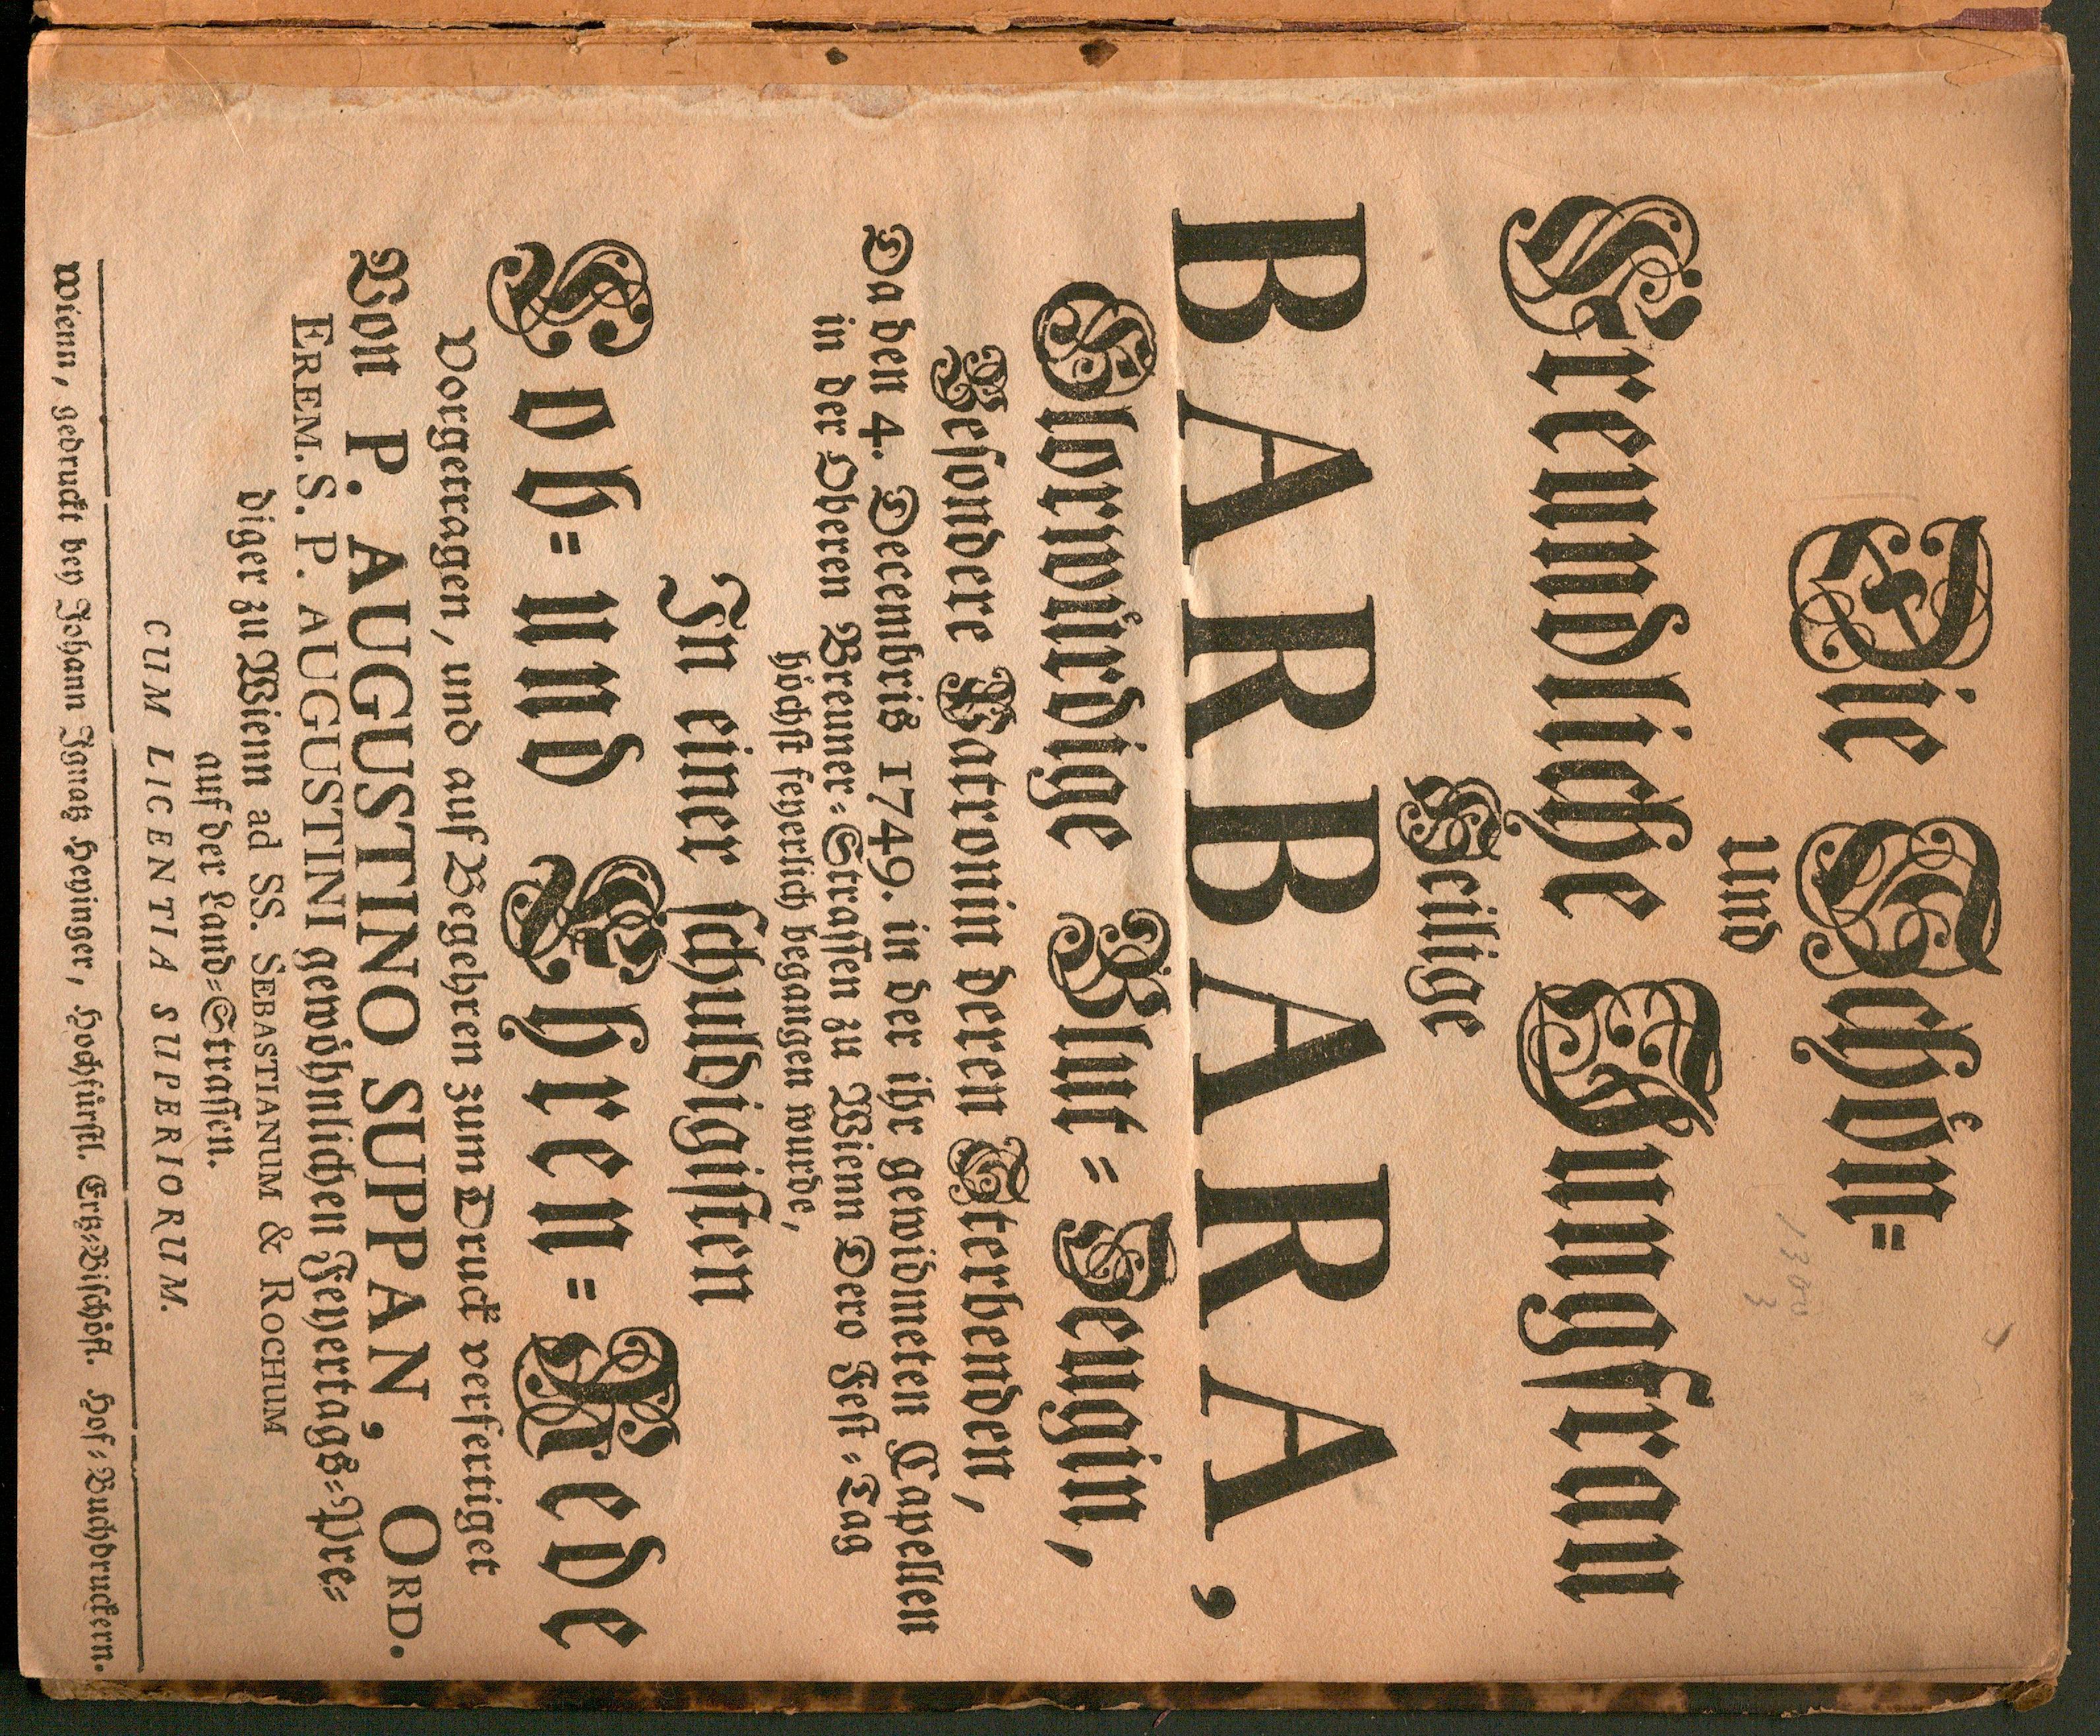 Die Schön-
und
Freundliche Jungfrau
Heilige
BARBARA,
Glorwürdige Blut-Zeugin,
Besondere Patronin deren Sterbenden,
Da den 4. Decembris 1749. in der ihr gewidmeten Capellen
in der Oberen Breuner-Strassen zu Wienn Dero Fest-Tag
höchst feyerlich begangen wurde,
In einer schuldigisten
Lob- und Ehren-Rede
Vorgetragen, und auf Begehren zum Druck verfertiget
Von P. AUGUSTINO SUPPAN, ORD.
EREM. S. P. AUGUSTINI gewöhnlichen Feyertags-Pre-
diger zu Wienn ad SS. SEBASTIANUM & ROCHUM
auf der Land-Strassen.
CUM LICENTIA SUPERIORUM.
Wienn, gedruckt bey Johann Ignatz Heyinger, Hochfürstl. Ertz-Bischöfl. Hof-Buchdruckern.